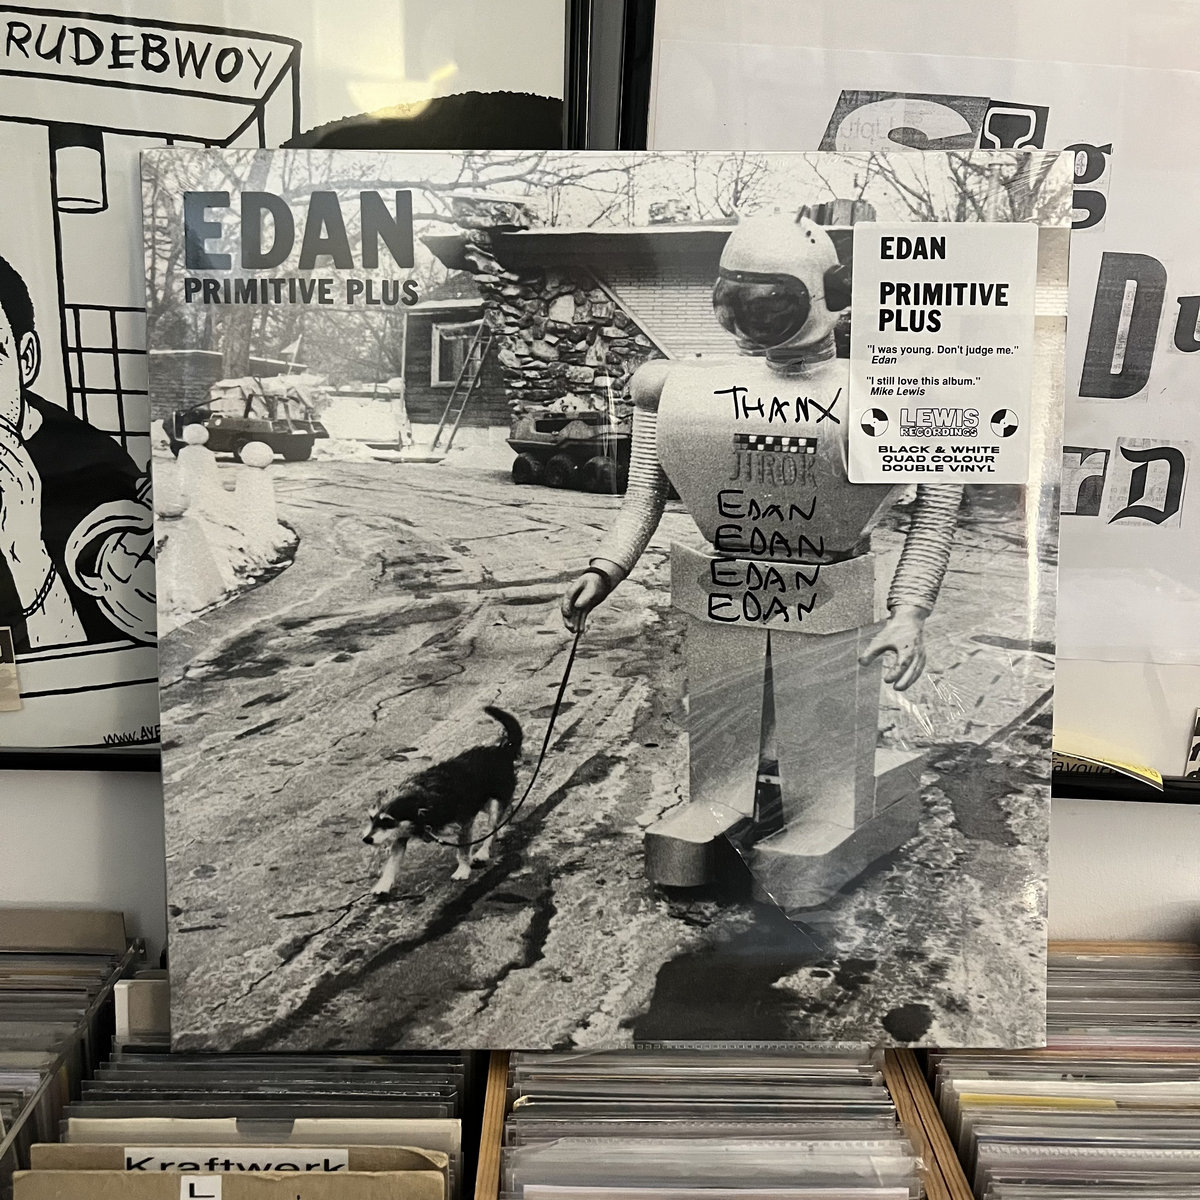 RUDEBWOY
EDAN
PRIMITIVE PLUS
EDAN
PRIMITIVE
PLUS
"I was young. Don't judge me."
Edan
"I still love this album."
Mike Lewis
LEWIS
RECORDINGS
BLACK & WHITE
QUAD COLOUR
DOUBLE VINYL
THANX
EDAN
EDAN
EDAN
EDAN
Kraftwerk
L